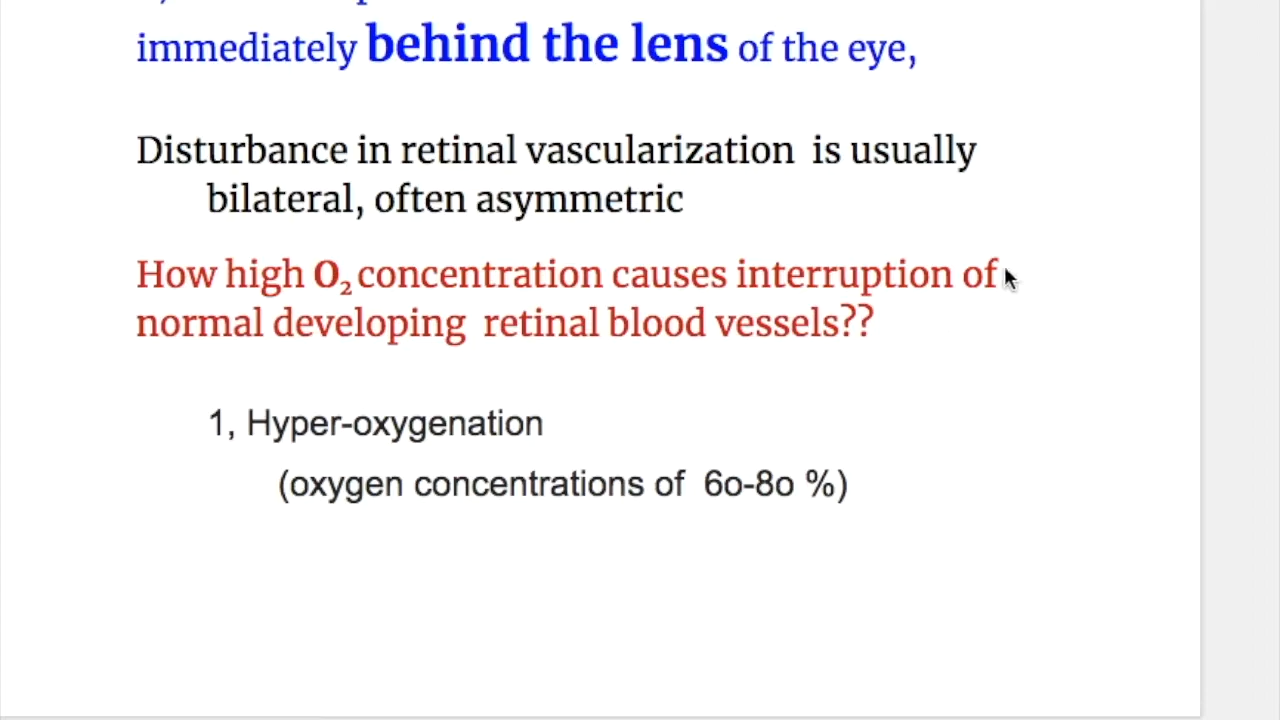 immediately behind the lens of the eye,
Disturbance in retinal vascularization is usually
bilateral, often asymmetric
How high O₂ concentration causes interruption of
normal developing retinal blood vessels??
1, Hyper-oxygenation
(oxygen concentrations of 6o-8o %)